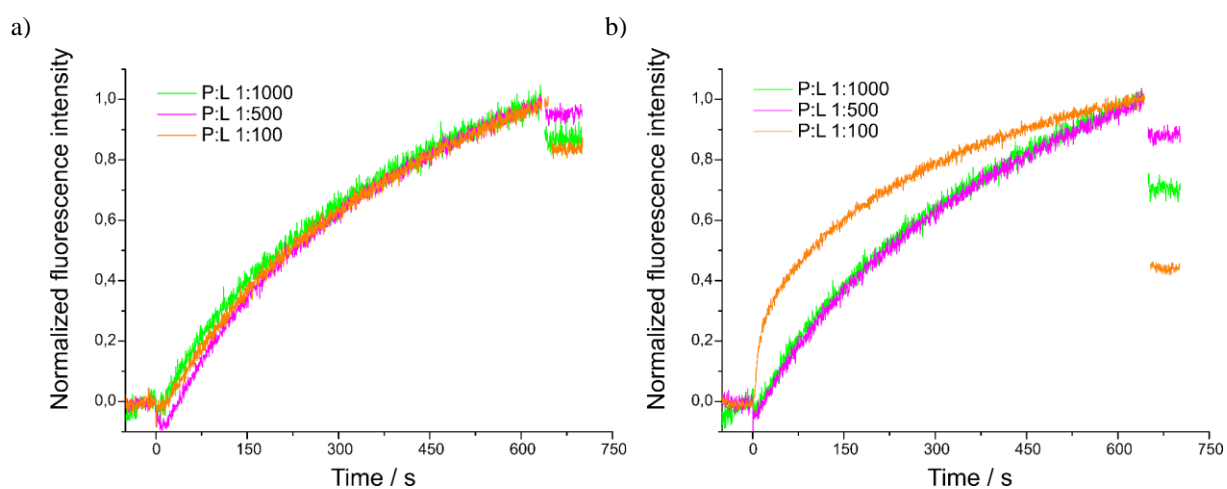 a)
Normalized fluorescence intensity
P:L 1:1000
P:L 1:500
P:L 1:100
1,0
0,8
0,6
0,4
0,2
0,0
0 150 300 450 600 750
Time / s
b)
Normalized fluorescence intensity
P:L 1:1000
P:L 1:500
P:L 1:100
1,0
0,8
0,6
0,4
0,2
0,0
0 150 300 450 600 750
Time / s